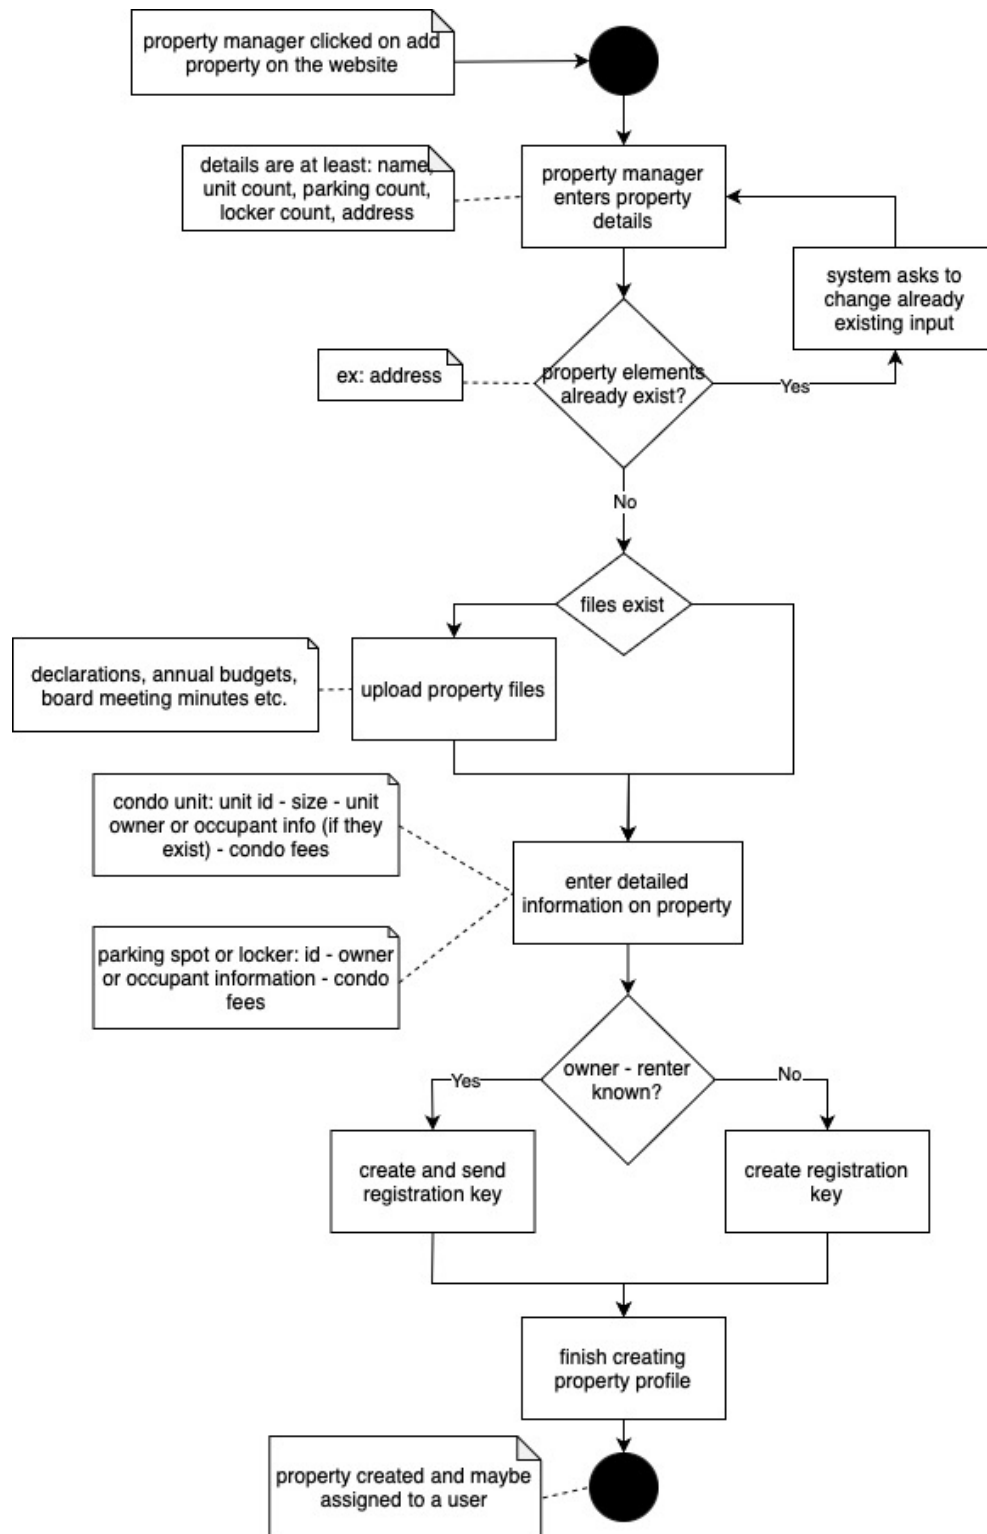 property manager clicked on add
property on the website
details are at least: name,
unit count, parking count,
locker count, address
property manager
enters property
details
system asks to
change already
existing input
ex: address
property elements
already exist?
Yes
No
files exist
declarations, annual budgets,
board meeting minutes etc.
upload property files
condo unit: unit id - size - unit
owner or occupant info (if they
exist) - condo fees
enter detailed
information on property
parking spot or locker: id - owner
or occupant information - condo
fees
owner - renter
known?
Yes
No
create and send
registration key
create registration
key
finish creating
property profile
property created and maybe
assigned to a user